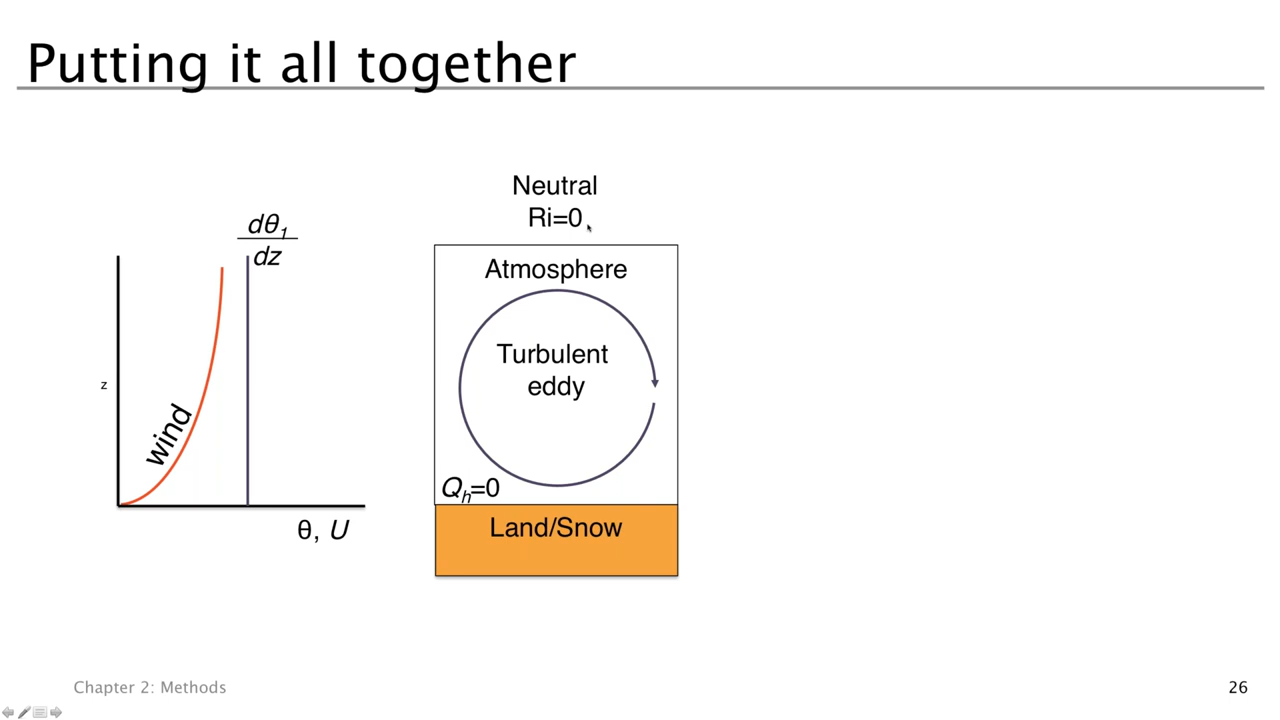 Putting it all together
dθ1
dz
z
wind
θ, U
Neutral
Ri=0
Atmosphere
Turbulent
eddy
Qh=0
Land/Snow
Chapter 2: Methods
26